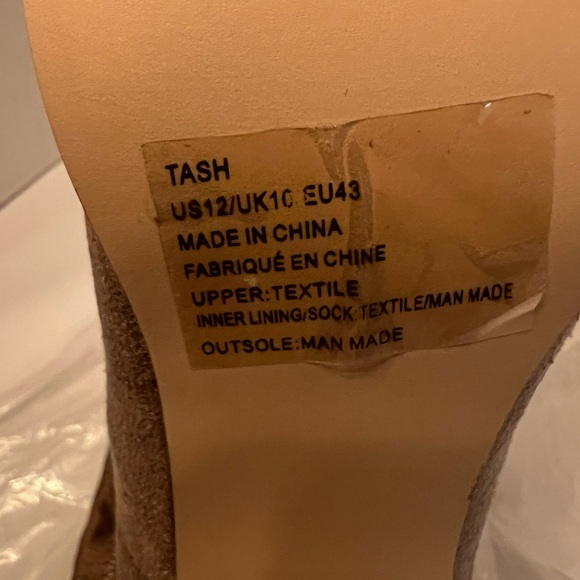 TASH
US12/UK10 EU43
MADE IN CHINA
FABRIQUÉ EN CHINE
UPPER:TEXTILE
INNER LINING/SOCK:TEXTILE/MAN MADE
OUTSOLE:MAN MADE